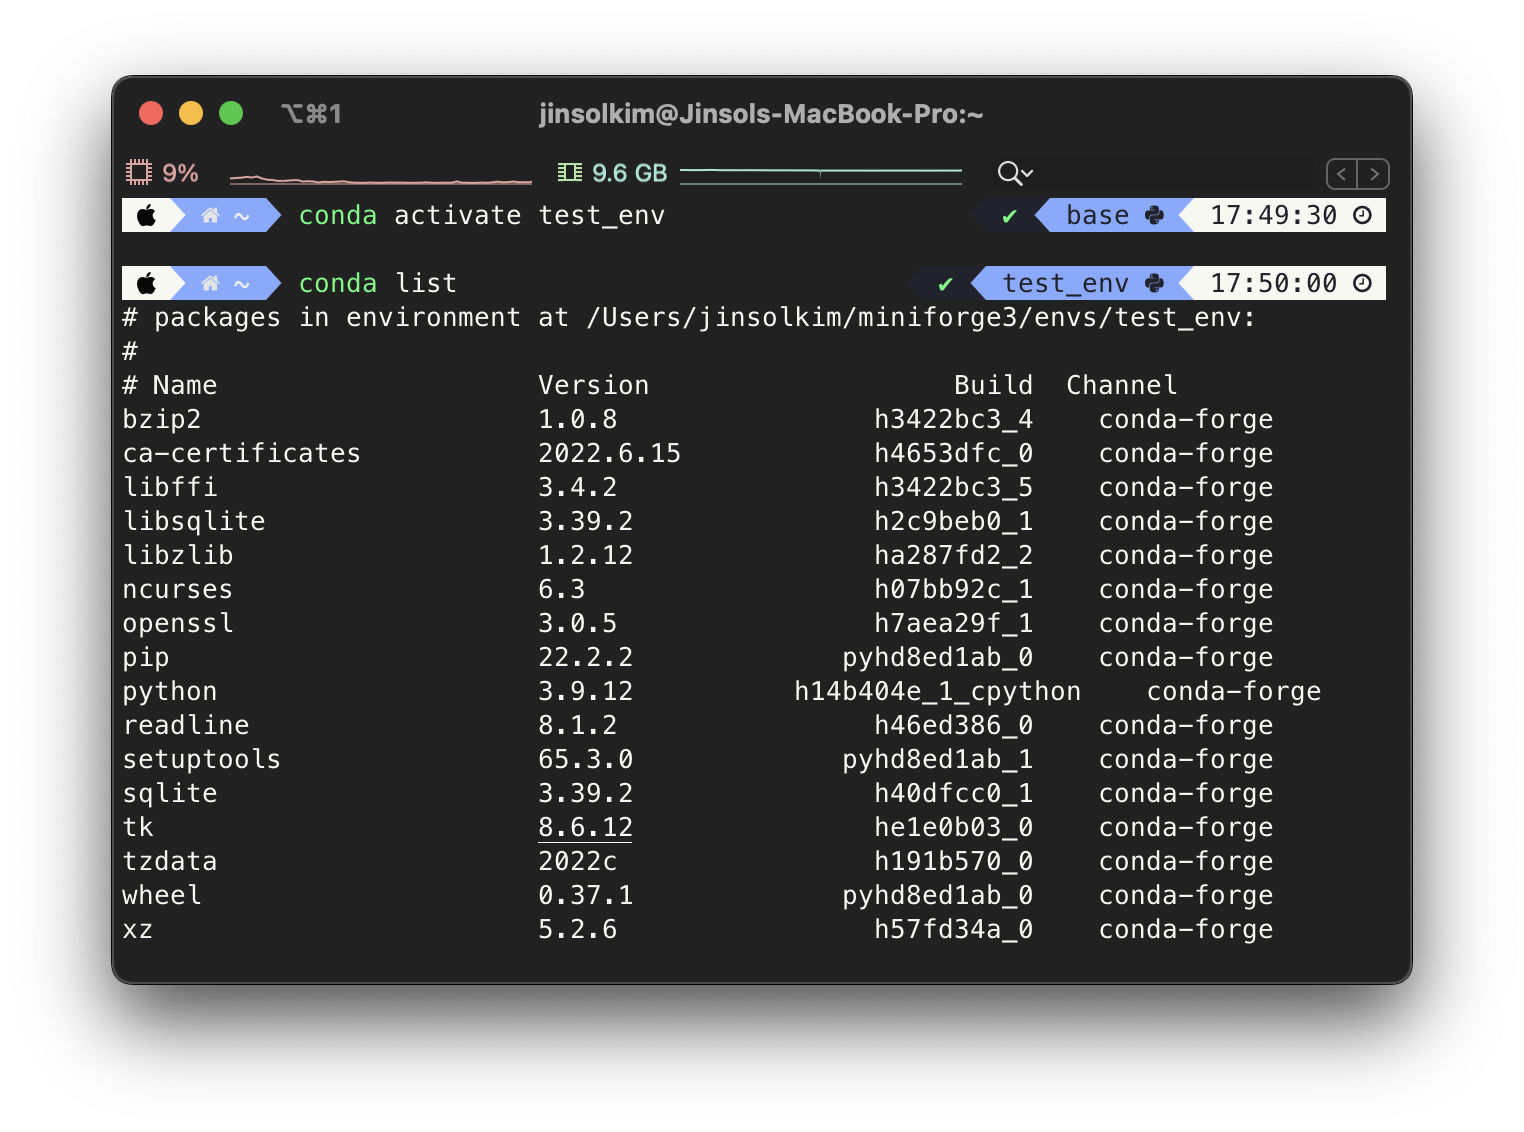 ⌥⌘1 jinsolkim@Jinsols-MacBook-Pro:~
9% 9.6 GB
~ conda activate test_env ✔ base 17:49:30
~ conda list ✔ test_env 17:50:00
# packages in environment at /Users/jinsolkim/miniforge3/envs/test_env:
#
# Name Version Build Channel
bzip2 1.0.8 h3422bc3_4 conda-forge
ca-certificates 2022.6.15 h4653dfc_0 conda-forge
libffi 3.4.2 h3422bc3_5 conda-forge
libsqlite 3.39.2 h2c9beb0_1 conda-forge
libzlib 1.2.12 ha287fd2_2 conda-forge
ncurses 6.3 h07bb92c_1 conda-forge
openssl 3.0.5 h7aea29f_1 conda-forge
pip 22.2.2 pyhd8ed1ab_0 conda-forge
python 3.9.12 h14b404e_1_cpython conda-forge
readline 8.1.2 h46ed386_0 conda-forge
setuptools 65.3.0 pyhd8ed1ab_1 conda-forge
sqlite 3.39.2 h40dfcc0_1 conda-forge
tk 8.6.12 he1e0b03_0 conda-forge
tzdata 2022c h191b570_0 conda-forge
wheel 0.37.1 pyhd8ed1ab_0 conda-forge
xz 5.2.6 h57fd34a_0 conda-forge